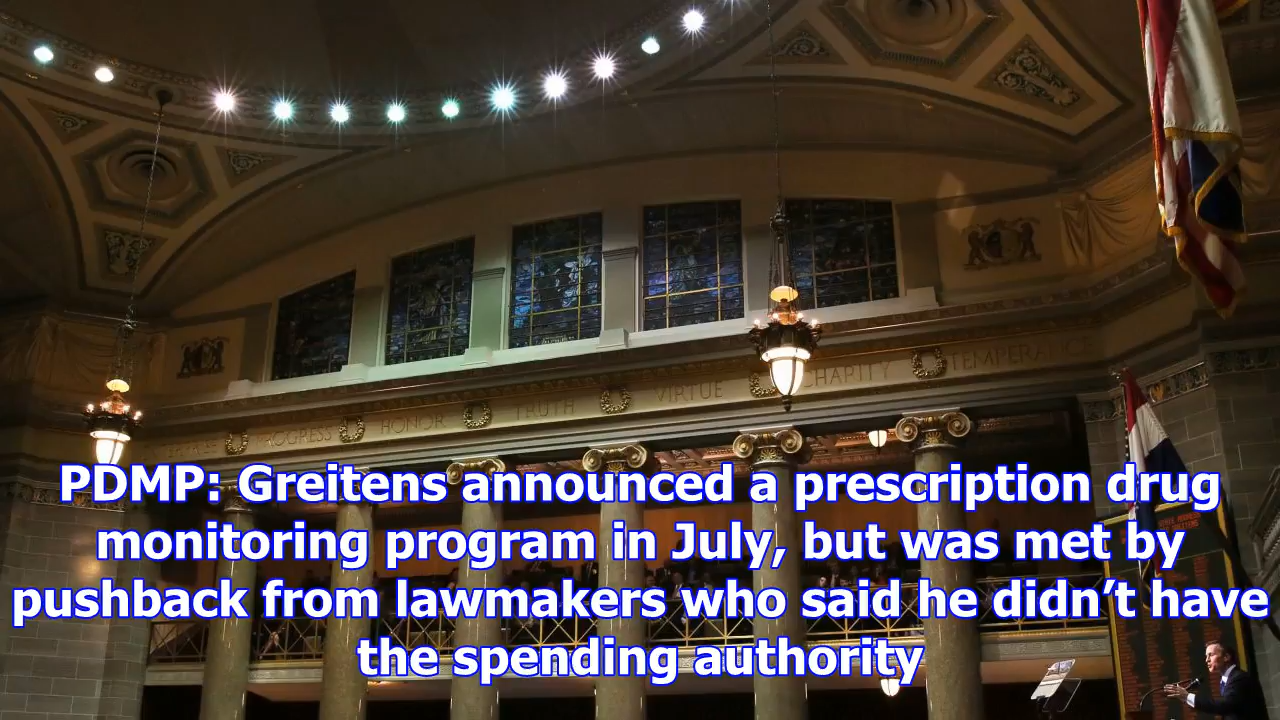 PROGRESS HONOR TRUTH VIRTUE CHARITY TEMPERANCE
PDMP: Greitens announced a prescription drug
monitoring program in July, but was met by
pushback from lawmakers who said he didn’t have
the spending authority